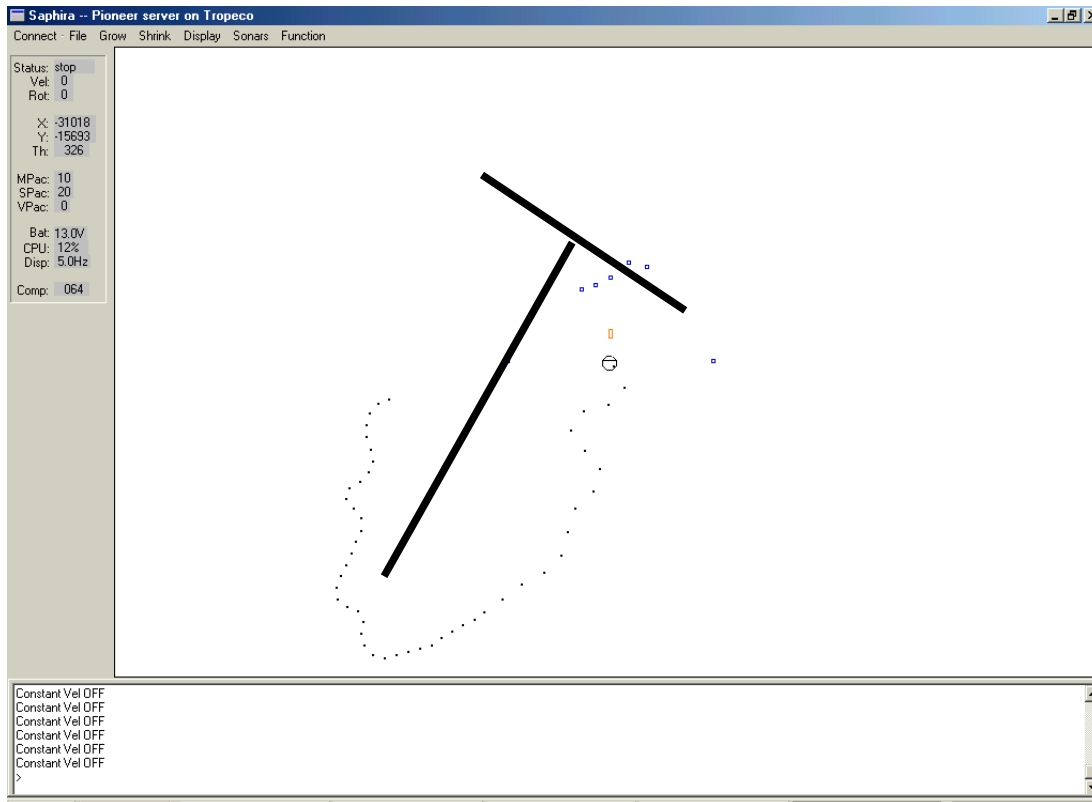 Saphira -- Pioneer server on Tropeco
Connect File Grow Shrink Display Sonars Function
Status: stop
Vel: 0
Rot: 0
X: -31018
Y: -15693
Th: 326
MPac: 10
SPac: 20
VPac: 0
Bat: 13.0V
CPU: 12%
Disp: 5.0Hz
Comp: 064
Constant Vel OFF
Constant Vel OFF
Constant Vel OFF
Constant Vel OFF
Constant Vel OFF
Constant Vel OFF
>